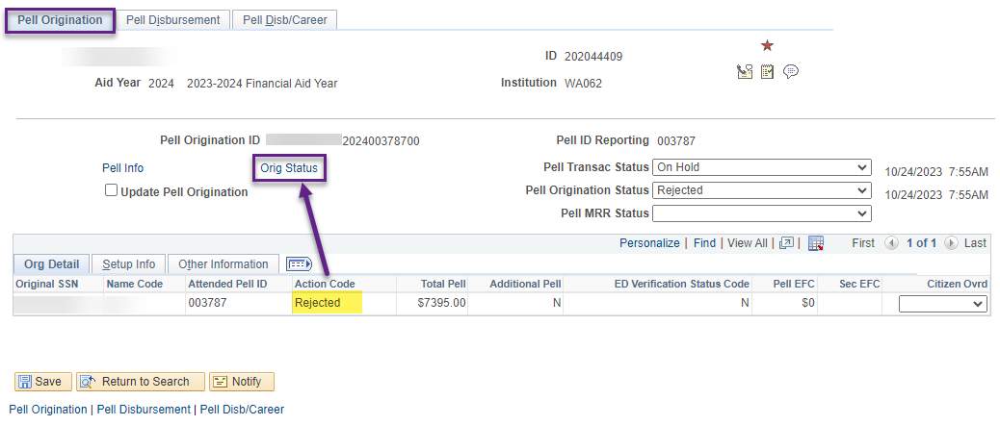 Pell Origination Pell Disbursement Pell Disb/Career
ID 202044409
Aid Year 2024 2023-2024 Financial Aid Year Institution WA062
Pell Origination ID 202400378700 Pell ID Reporting 003787
Pell Info Orig Status Pell Transac Status On Hold 10/24/2023 7:55AM
Update Pell Origination Pell Origination Status Rejected 10/24/2023 7:55AM
Pell MRR Status
Personalize | Find | View All | | First 1 of 1 Last
Org Detail Setup Info Other Information
Original SSN Name Code Attended Pell ID Action Code Total Pell Additional Pell ED Verification Status Code Pell EFC Sec EFC Citizen Ovrd
003787 Rejected $7395.00 N N $0
Save Return to Search Notify
Pell Origination | Pell Disbursement | Pell Disb/Career